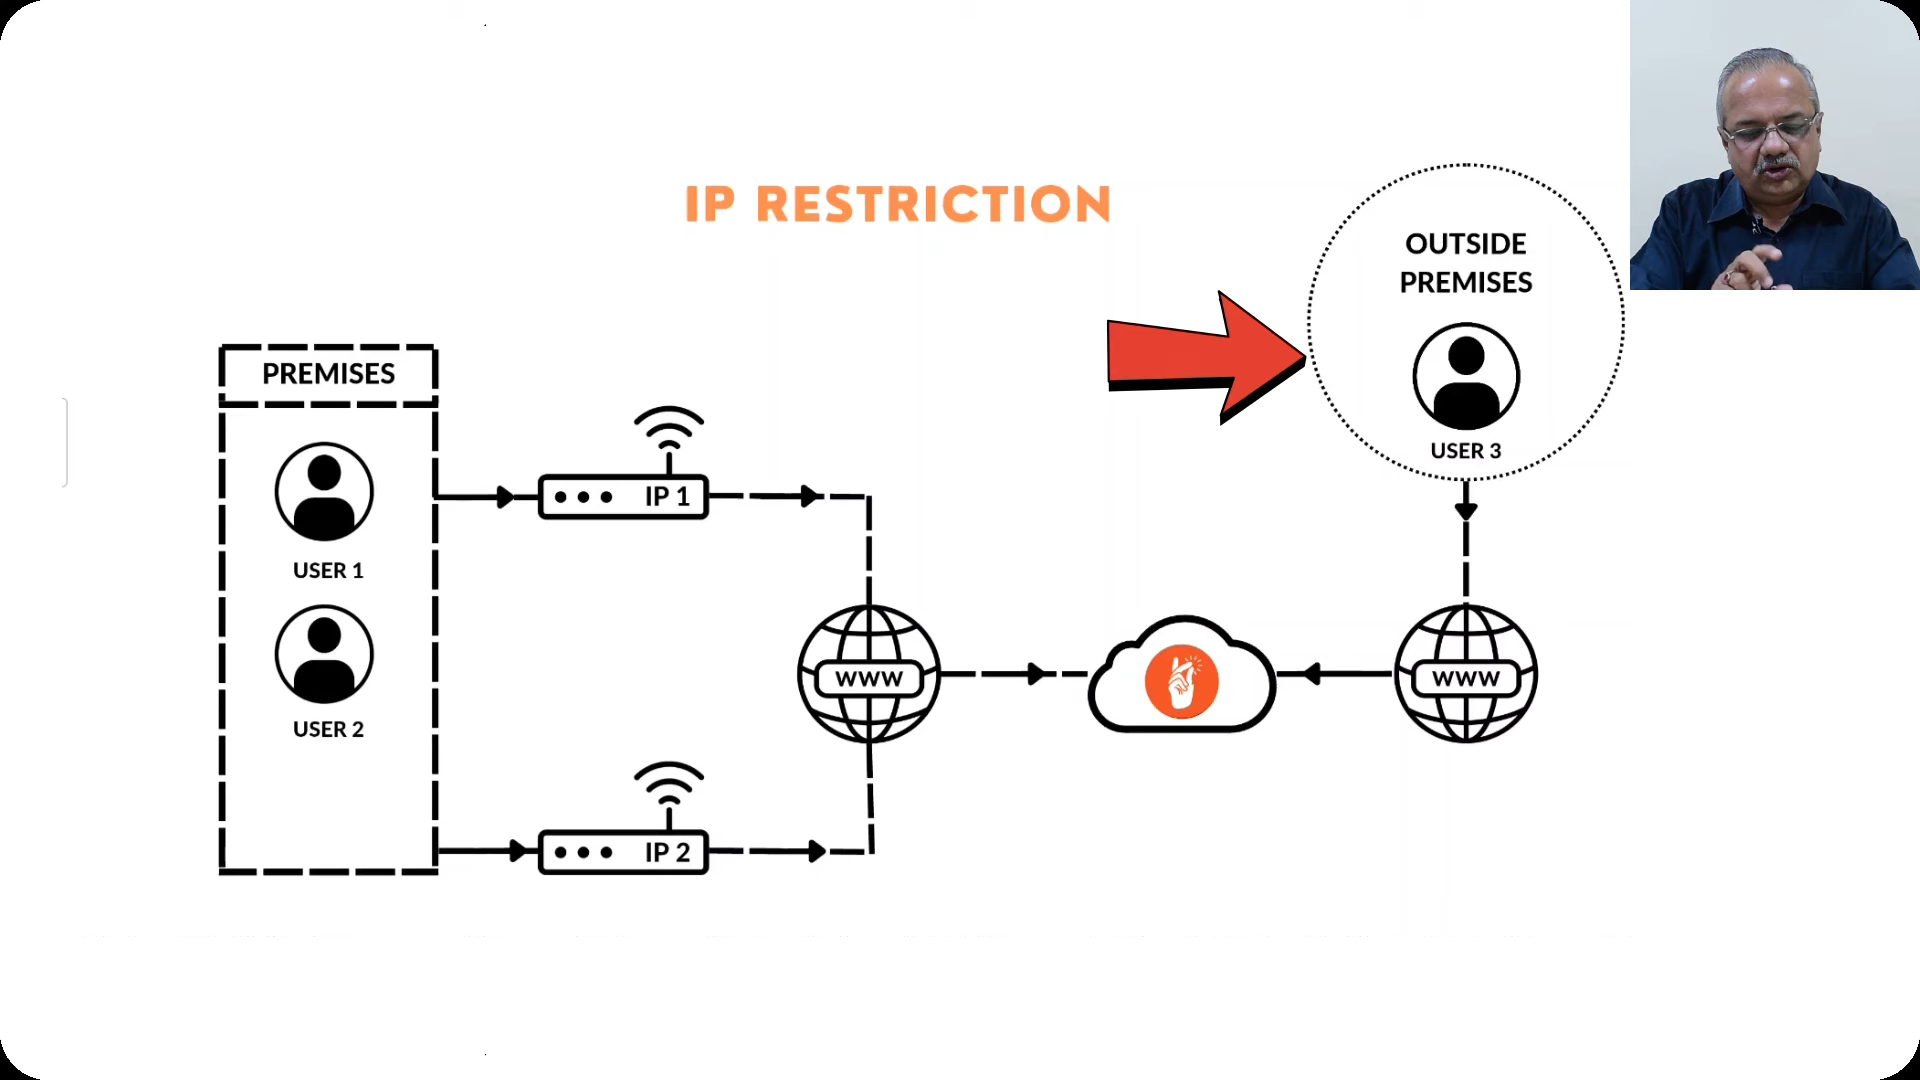 IP RESTRICTION
OUTSIDE
PREMISES
USER 3
PREMISES
USER 1
USER 2
IP 1
IP 2
WWW
WWW